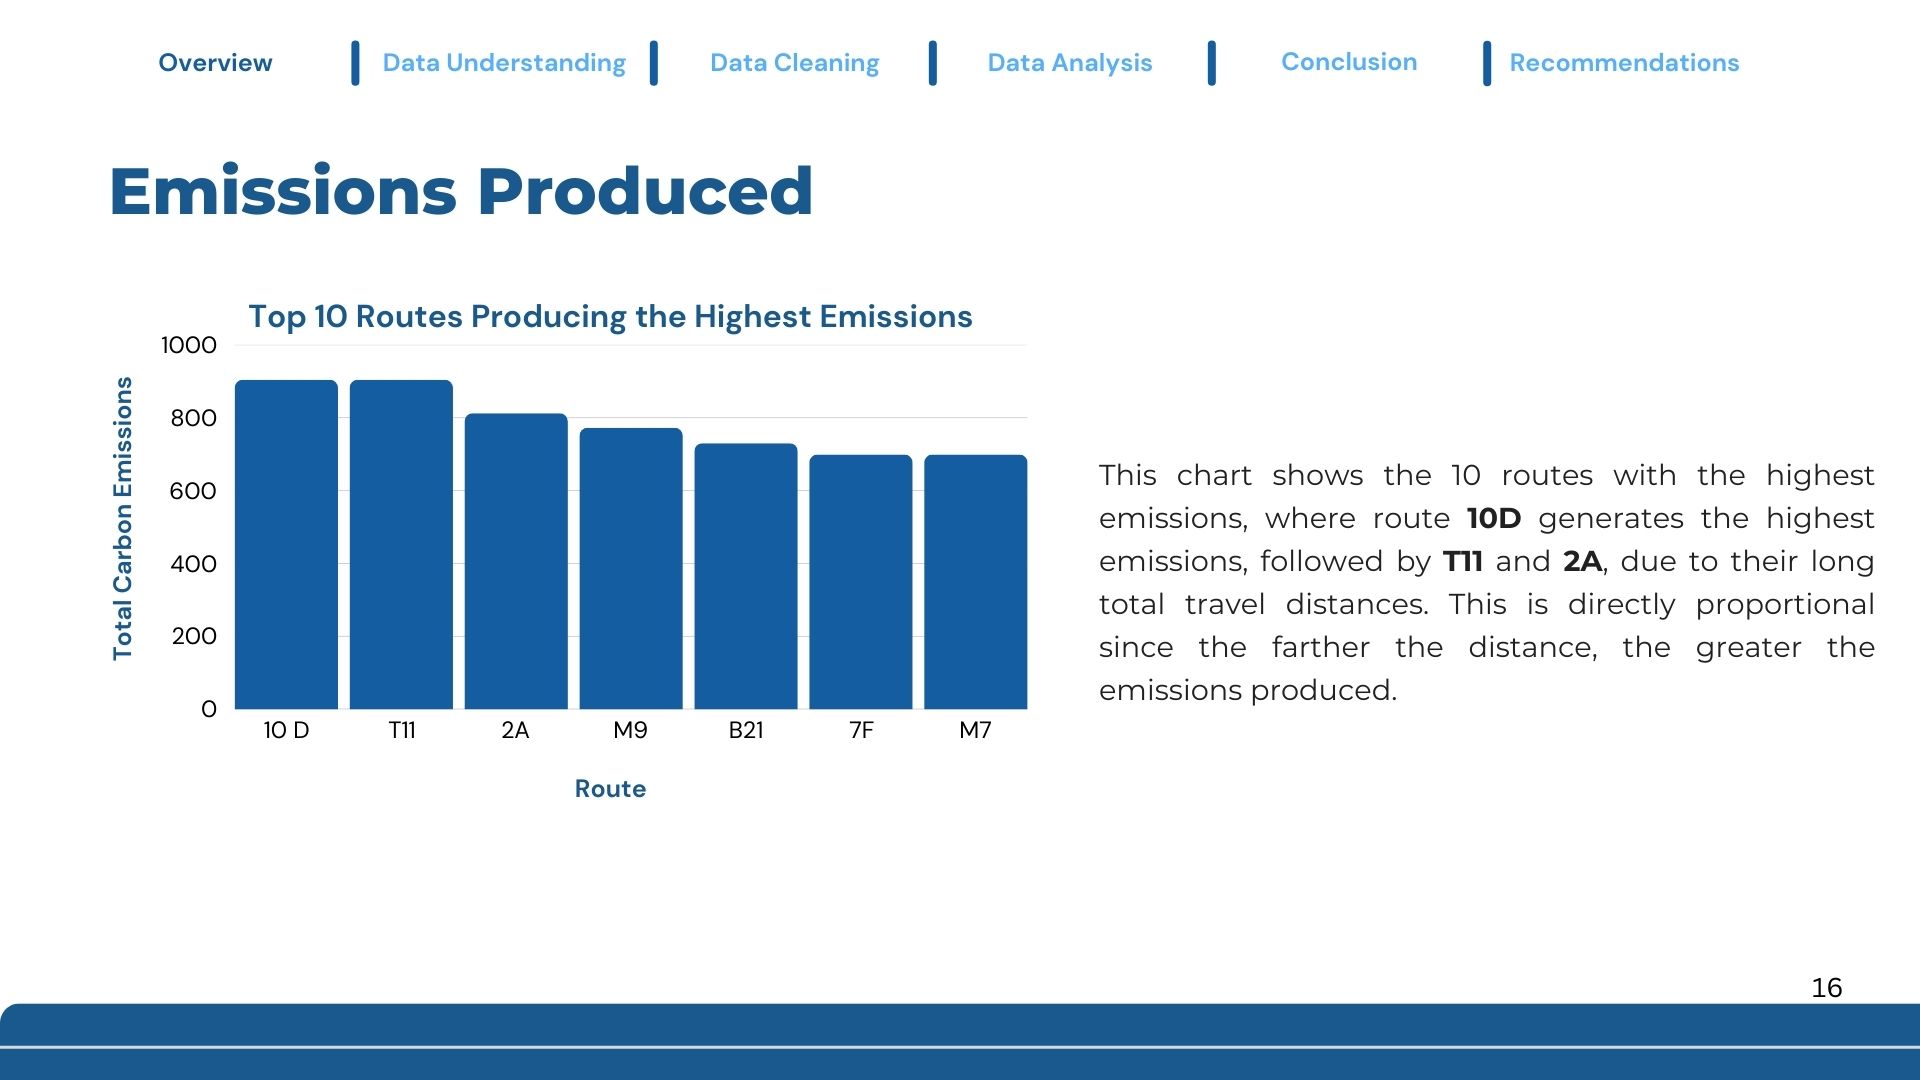 Overview
Data Understanding
Data Cleaning
Data Analysis
Conclusion
Recommendations
Emissions Produced
Top 10 Routes Producing the Highest Emissions
Total Carbon Emissions
1000
800
600
400
200
0
10 D
T11
2A
M9
B21
7F
M7
Route
This chart shows the 10 routes with the highest
emissions, where route 10D generates the highest
emissions, followed by T11 and 2A, due to their long
total travel distances. This is directly proportional
since the farther the distance, the greater the
emissions produced.
16